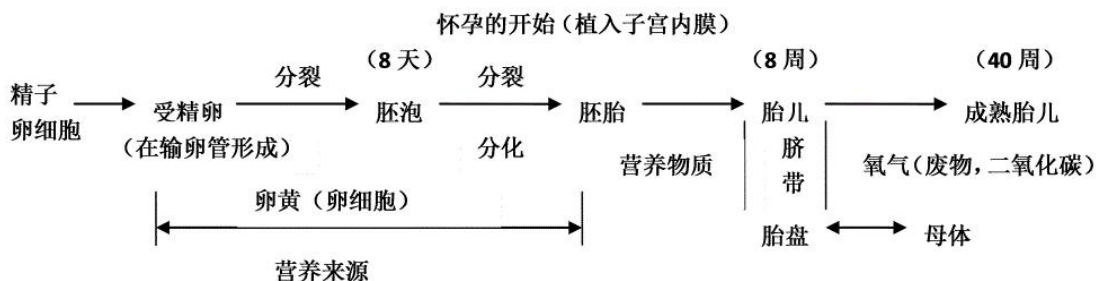 怀孕的开始（植入子宫内膜）
（8 天）
（8 周）
（40 周）
分裂
分裂
精子
卵细胞
受精卵
胚泡
胚胎
胎儿
成熟胎儿
（在输卵管形成）
分化
营养物质
脐带
氧气（废物，二氧化碳）
卵黄（卵细胞）
胎盘
母体
营养来源